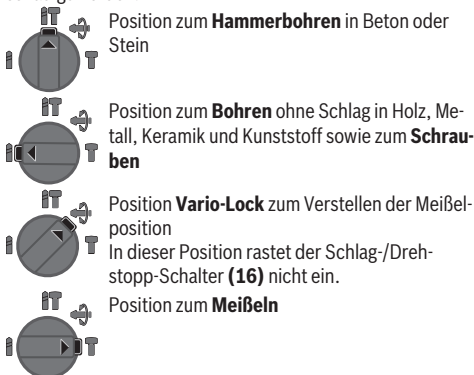 Position zum Hammerbohren in Beton oder
Stein
Position zum Bohren ohne Schlag in Holz, Me-
tall, Keramik und Kunststoff sowie zum Schrau-
ben
Position Vario-Lock zum Verstellen der Meißel-
position
In dieser Position rastet der Schlag-/Dreh-
stopp-Schalter (16) nicht ein.
Position zum Meißeln